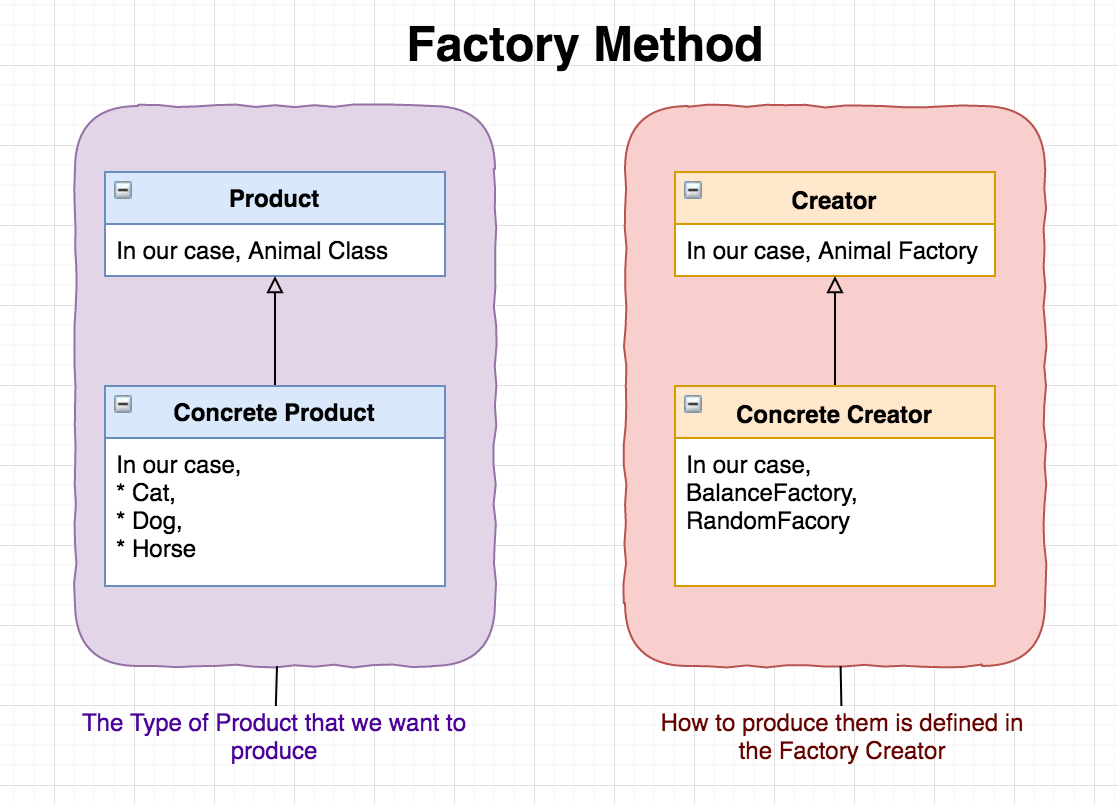 Factory Method
Product
In our case, Animal Class
Concrete Product
In our case,
* Cat,
* Dog,
* Horse
The Type of Product that we want to
produce
Creator
In our case, Animal Factory
Concrete Creator
In our case,
BalanceFactory,
RandomFacory
How to produce them is defined in
the Factory Creator